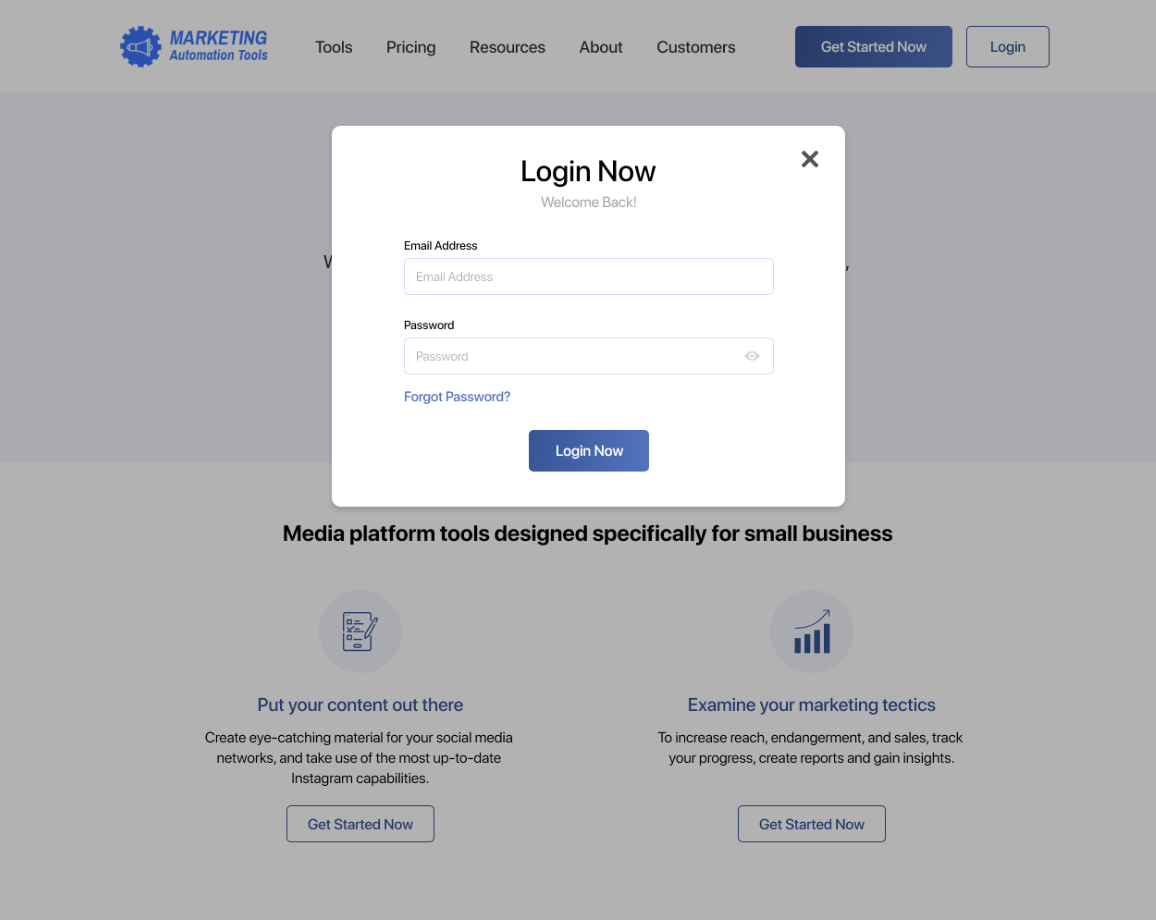 MARKETING
Automation Tools
Tools Pricing Resources About Customers Get Started Now Login
Login Now
Welcome Back!
Email Address
Email Address
Password
Password
Forgot Password?
Login Now
Media platform tools designed specifically for small business
Put your content out there
Create eye-catching material for your social media
networks, and take use of the most up-to-date
Instagram capabilities.
Get Started Now
Examine your marketing tectics
To increase reach, endangerment, and sales, track
your progress, create reports and gain insights.
Get Started Now